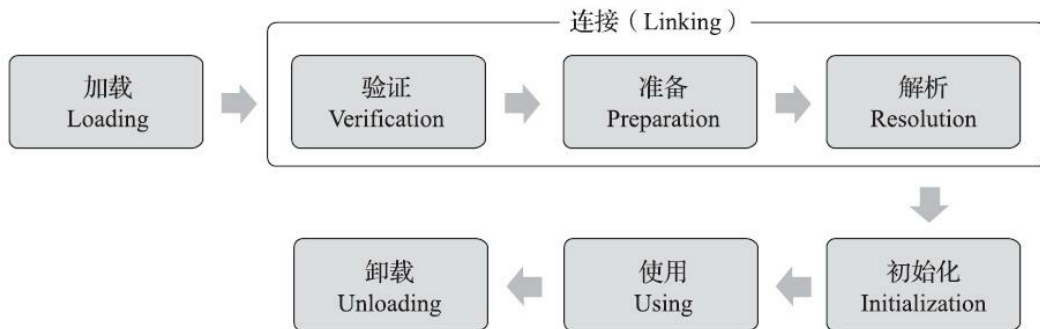 连接（Linking）
加载
Loading
验证
Verification
准备
Preparation
解析
Resolution
卸载
Unloading
使用
Using
初始化
Initialization